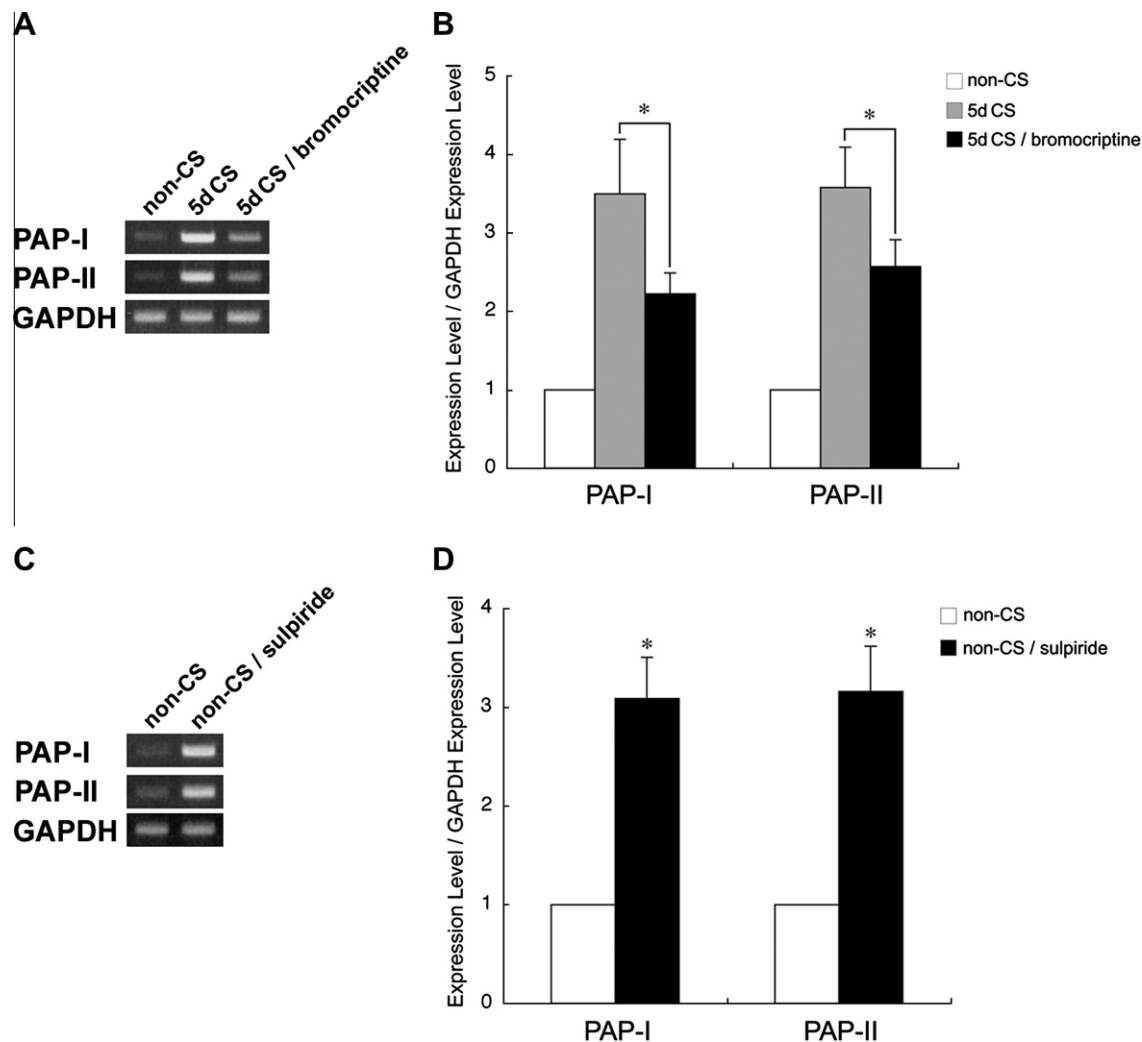 A
non-CS
5d CS
5d CS / bromocriptine
PAP-I
PAP-II
GAPDH
B
Expression Level / GAPDH Expression Level
5
4
3
2
1
0
*
*
PAP-I
PAP-II
non-CS
5d CS
5d CS / bromocriptine
C
non-CS
non-CS / sulpiride
PAP-I
PAP-II
GAPDH
D
Expression Level / GAPDH Expression Level
4
3
2
1
0
*
*
PAP-I
PAP-II
non-CS
non-CS / sulpiride